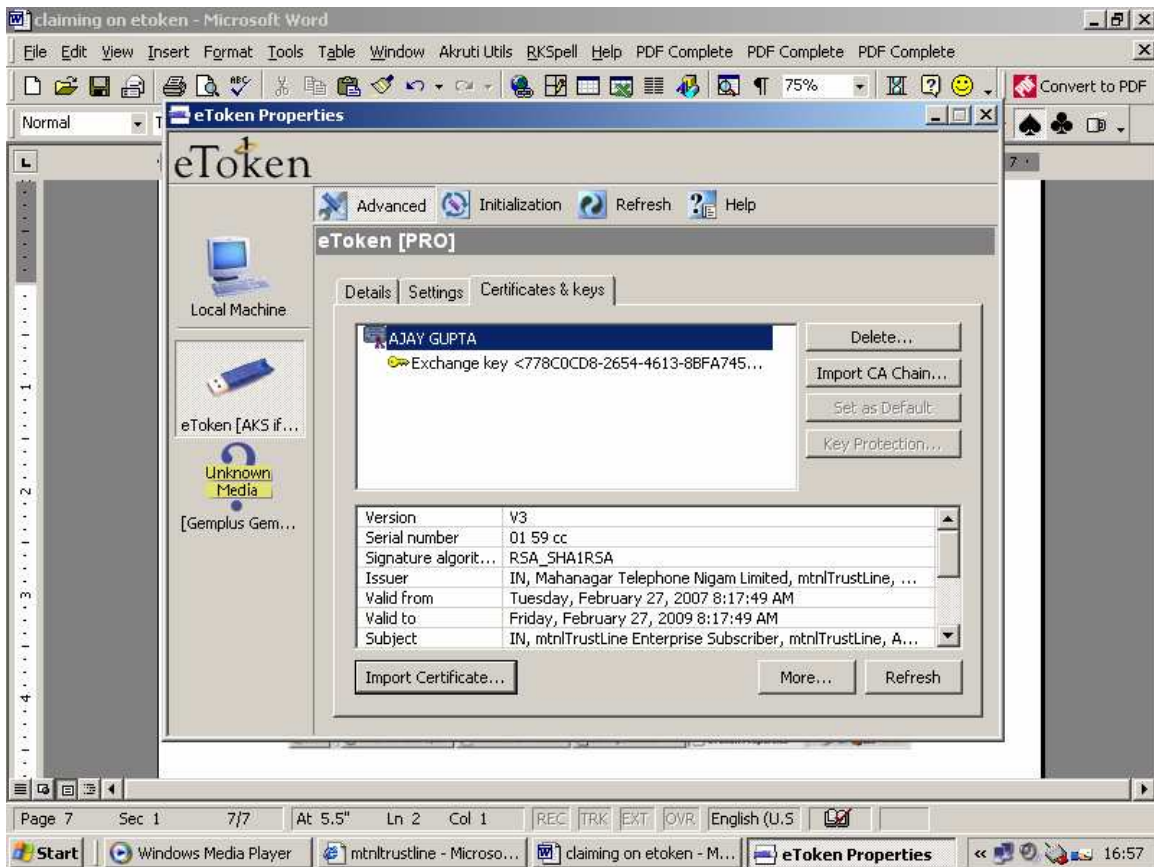 claiming on etoken - Microsoft Word
File Edit View Insert Format Tools Table Window Akruti Utils RKSpell Help PDF Complete PDF Complete PDF Complete
75%
Convert to PDF
Normal
eToken Properties
eToken
Advanced Initialization Refresh Help
eToken [PRO]
Local Machine
eToken [AKS if...
Unknown
Media
[Gemplus Gem...
Details Settings Certificates & keys
AJAY GUPTA
Exchange key <778C0CD8-2654-4613-8BFA745...
Delete...
Import CA Chain...
Set as Default
Key Protection...
Version V3
Serial number 01 59 cc
Signature algorit... RSA_SHA1RSA
Issuer IN, Mahanagar Telephone Nigam Limited, mtnlTrustLine, ...
Valid from Tuesday, February 27, 2007 8:17:49 AM
Valid to Friday, February 27, 2009 8:17:49 AM
Subject IN, mtnlTrustLine Enterprise Subscriber, mtnlTrustLine, A...
Import Certificate... More... Refresh
Page 7 Sec 1 7/7 At 5.5" Ln 2 Col 1 REC TRK EXT OVR English (U.S
Start Windows Media Player mtnltrustline - Microso... claiming on etoken - M... eToken Properties 16:57